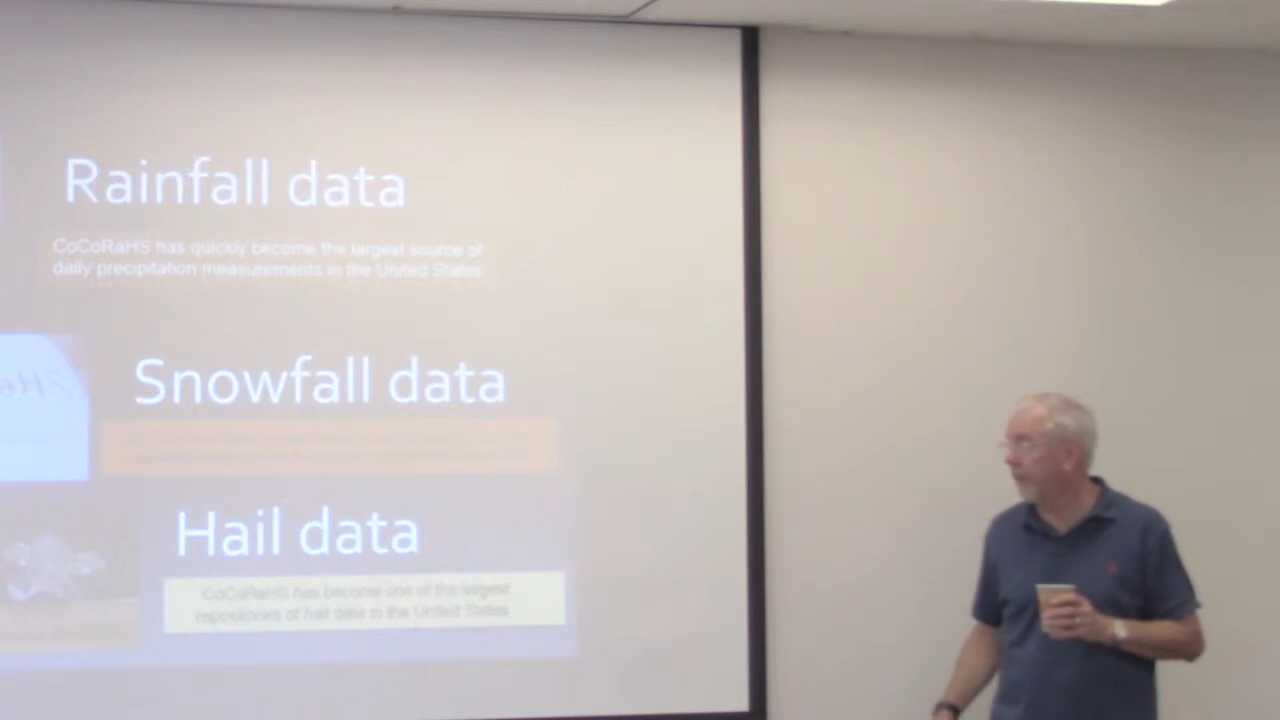 Rainfall data
CoCoRaHS has quickly become the largest source of
daily precipitation measurements in the United States
Snowfall data
Hail data
CoCoRaHS has become one of the largest
repositories of hail data in the United States